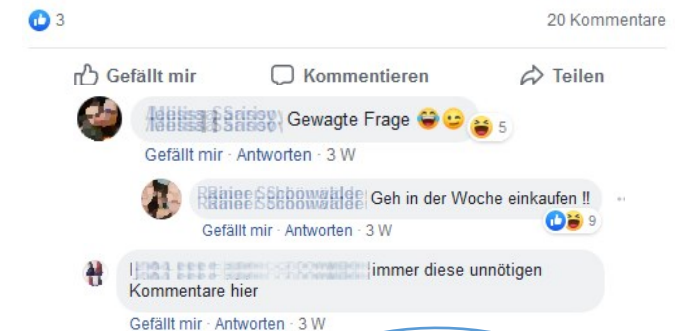 3 20 Kommentare
Gefällt mir Kommentieren Teilen
Gewagte Frage 😂😉
5
Gefällt mir · Antworten · 3 W
Geh in der Woche einkaufen !!
9
Gefällt mir · Antworten · 3 W
immer diese unnötigen
Kommentare hier
Gefällt mir · Antworten · 3 W